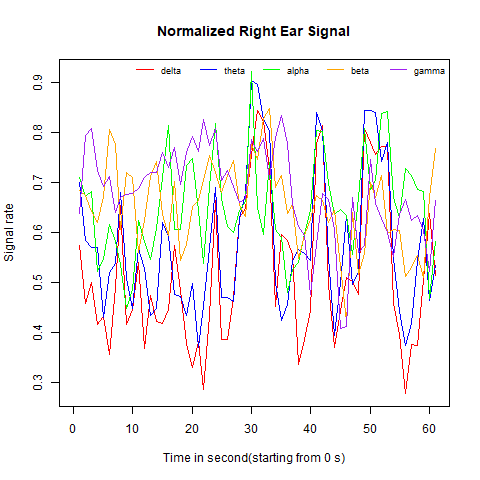 Normalized Right Ear Signal
delta theta alpha beta gamma
0.9
0.8
0.7
0.6
0.5
0.4
0.3
Signal rate
0 10 20 30 40 50 60
Time in second(starting from 0 s)